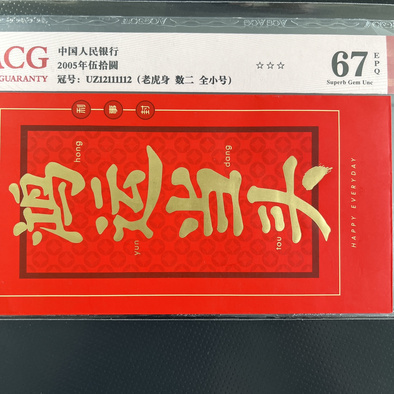 ACG
GUARANTY
中国人民银行
2005年伍拾圆
冠号：UZ12111112（老虎身 数二 全小号）
☆☆☆
67 EPQ
Superb Gem Unc
利事封
鸿运当头
hong
yun
dang
tou
HAPPY EVERYDAY